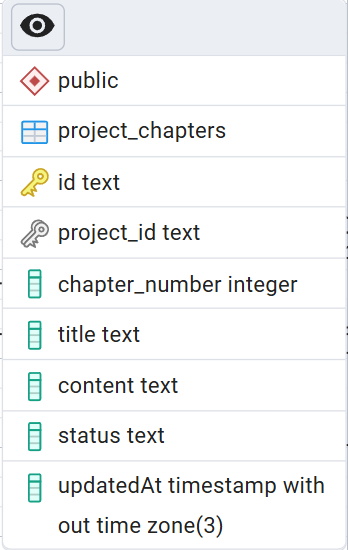 public
project_chapters
id text
project_id text
chapter_number integer
title text
content text
status text
updatedAt timestamp with
out time zone(3)